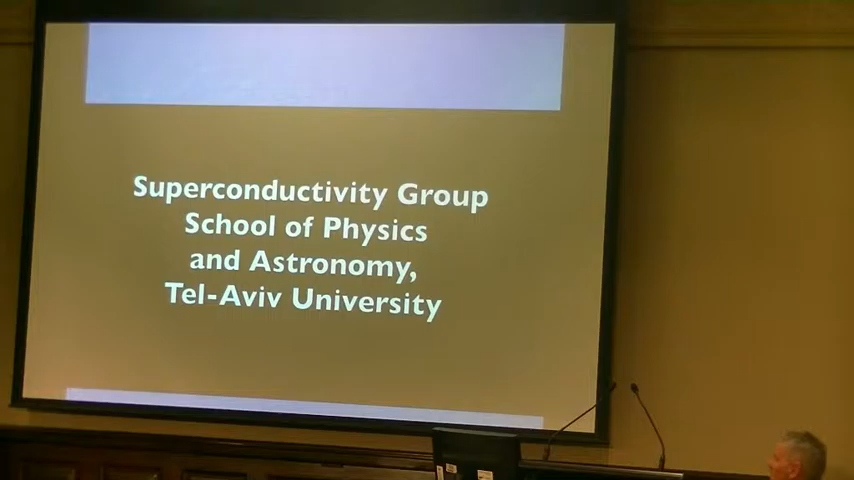 Superconductivity Group
School of Physics
and Astronomy,
Tel-Aviv University